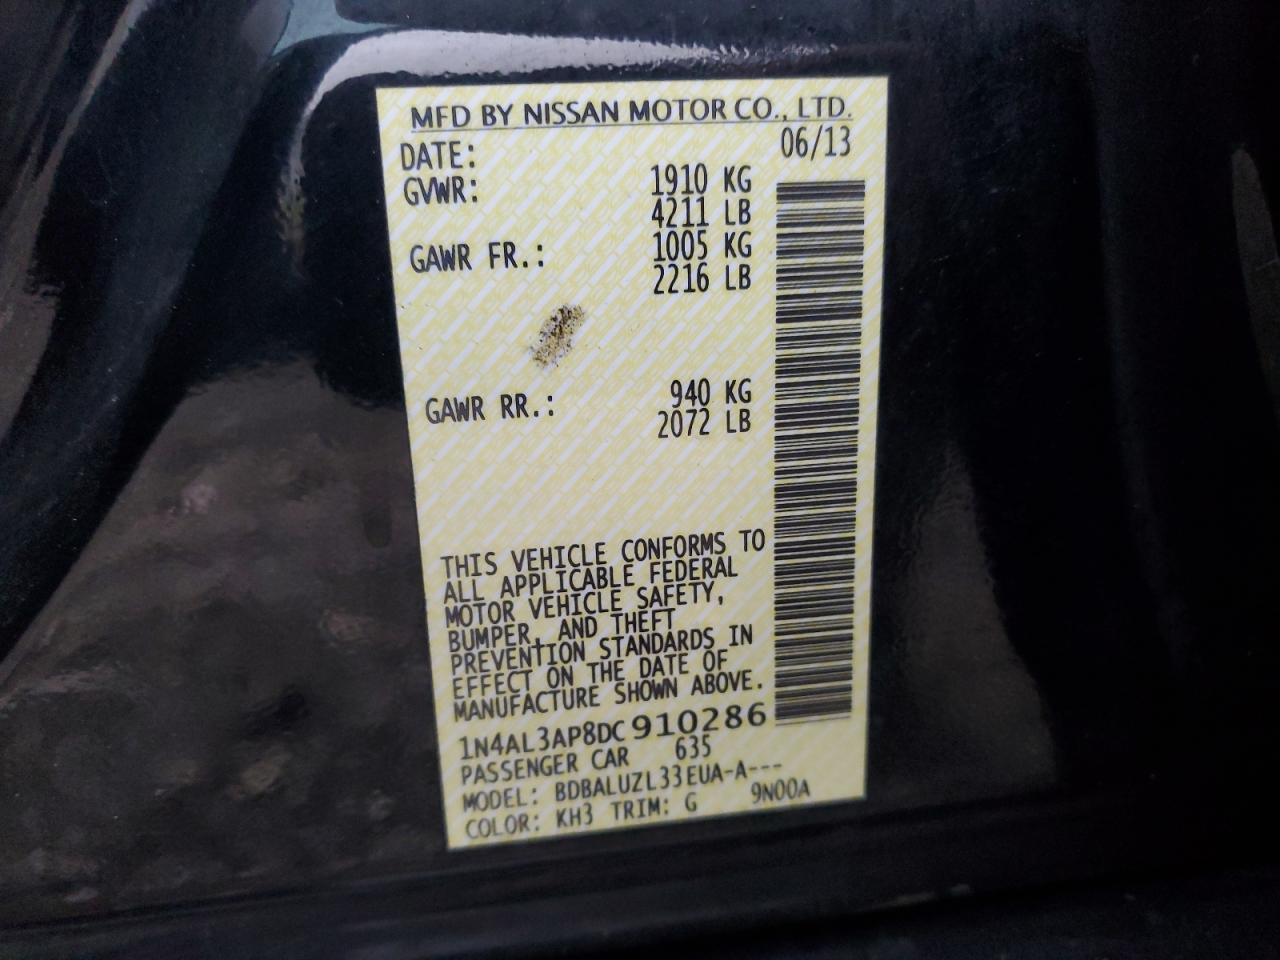 MFD BY NISSAN MOTOR CO., LTD.
DATE: 06/13
GVWR: 1910 KG
4211 LB
GAWR FR.: 1005 KG
2216 LB
GAWR RR.: 940 KG
2072 LB
THIS VEHICLE CONFORMS TO
ALL APPLICABLE FEDERAL
MOTOR VEHICLE SAFETY,
BUMPER, AND THEFT
PREVENTION STANDARDS IN
EFFECT ON THE DATE OF
MANUFACTURE SHOWN ABOVE.
1N4AL3AP8DC910286
PASSENGER CAR 635
MODEL: BDBALUZL33EUA-A---
COLOR: KH3 TRIM: G 9N00A